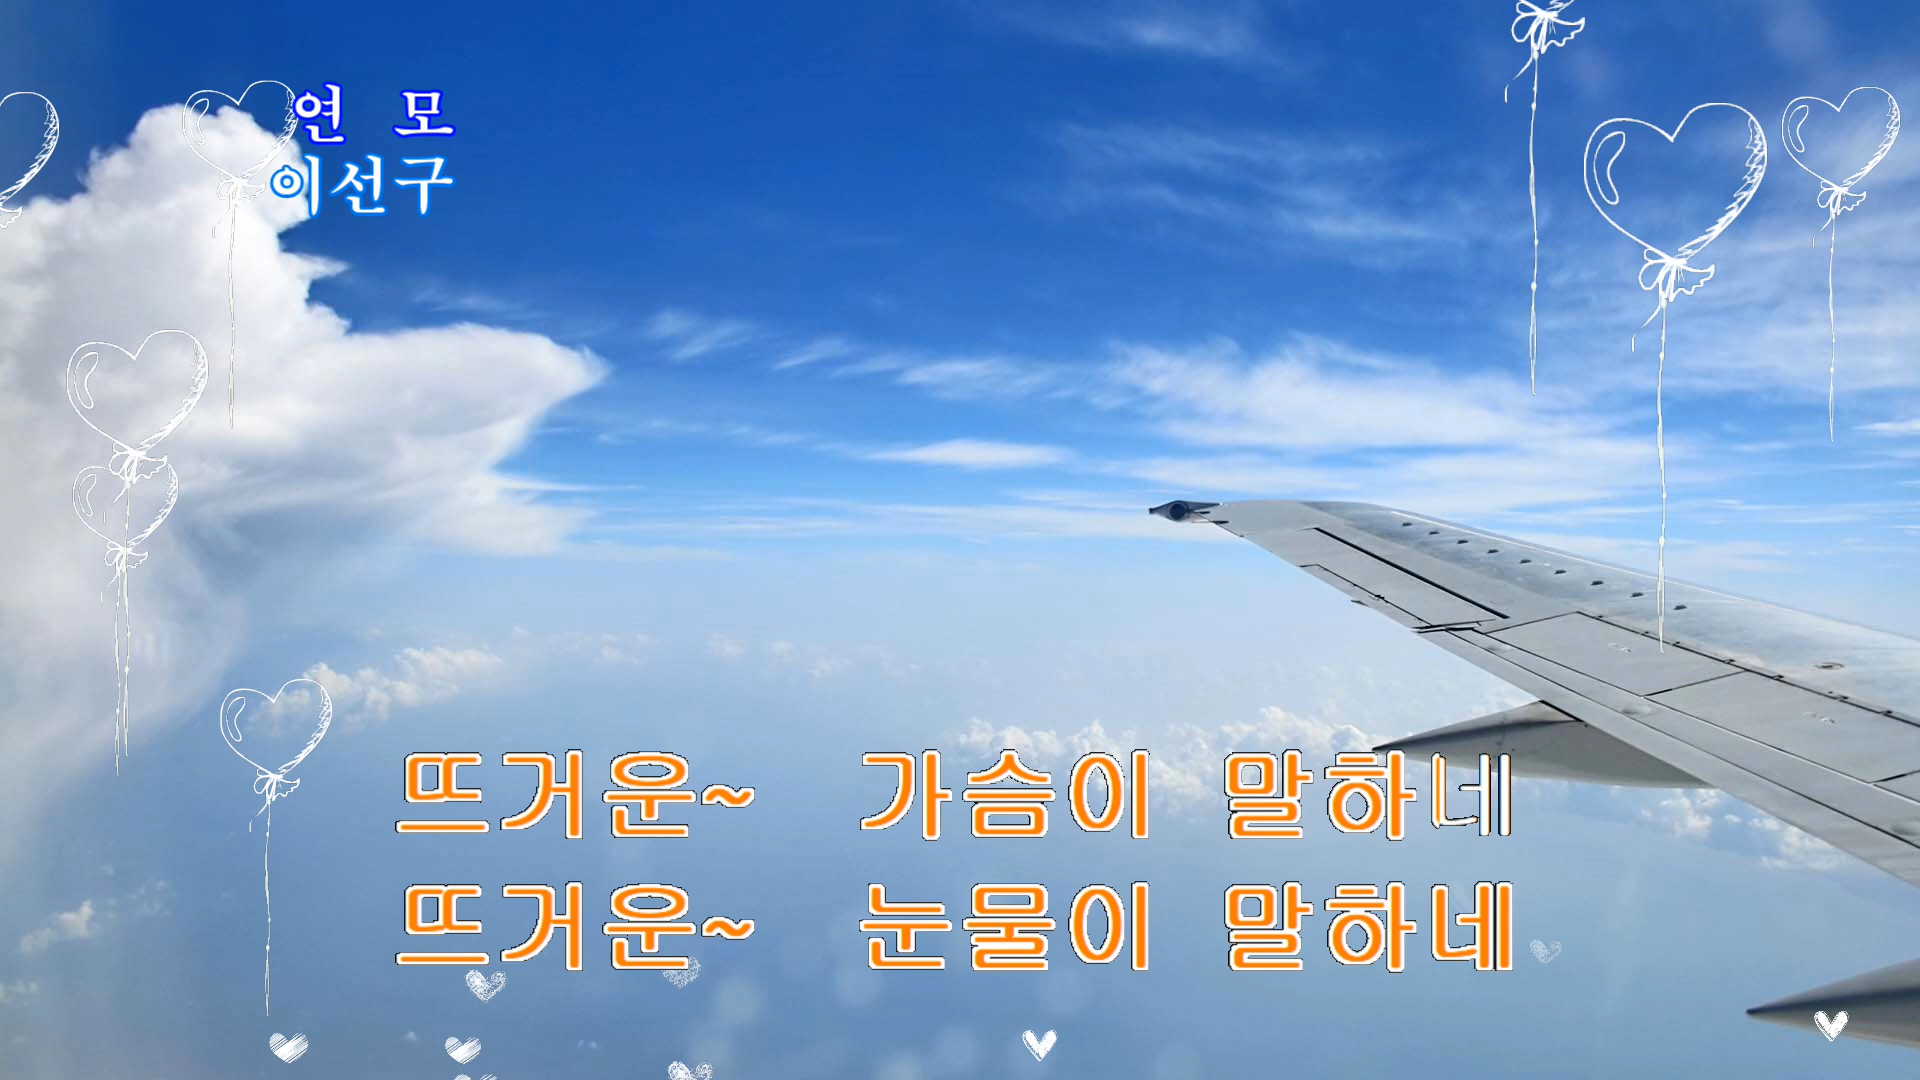 연 모
이선구
뜨거운~ 가슴이 말하네
뜨거운~ 눈물이 말하네